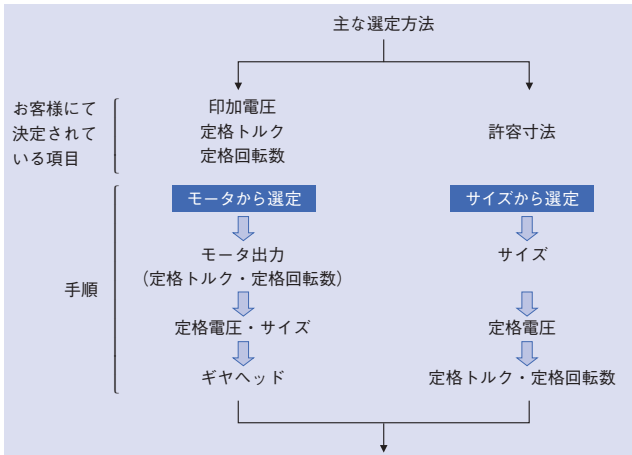 主な選定方法
お客様にて
決定されて
いる項目
印加電圧
定格トルク
定格回転数
許容寸法
手順
モータから選定
モータ出力
（定格トルク・定格回転数）
定格電圧・サイズ
ギヤヘッド
サイズから選定
サイズ
定格電圧
定格トルク・定格回転数